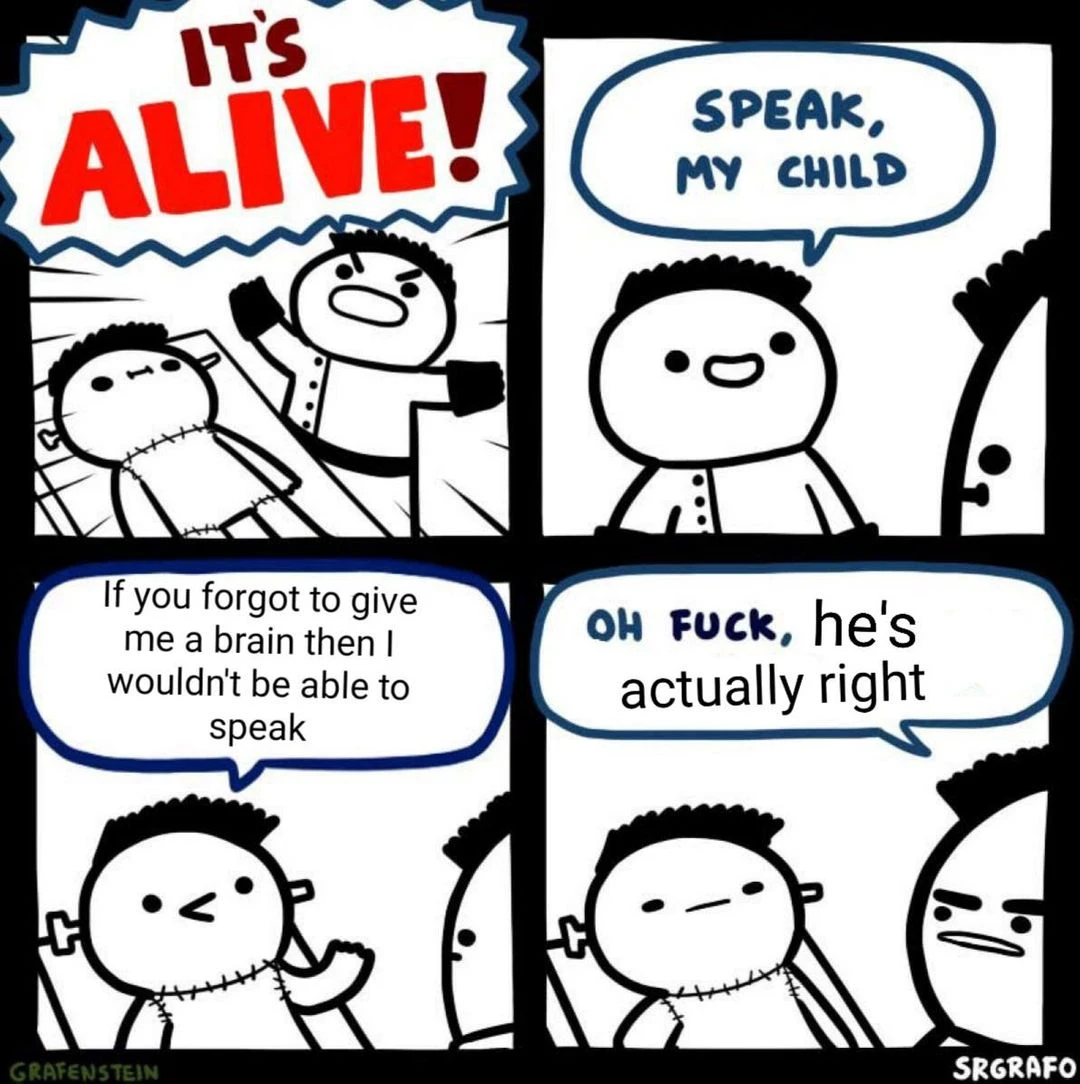 IT'S
ALIVE!
SPEAK,
MY CHILD
If you forgot to give
me a brain then I
wouldn't be able to
speak
OH FUCK, he's
actually right
GRAFENSTEIN
SRGRAFO